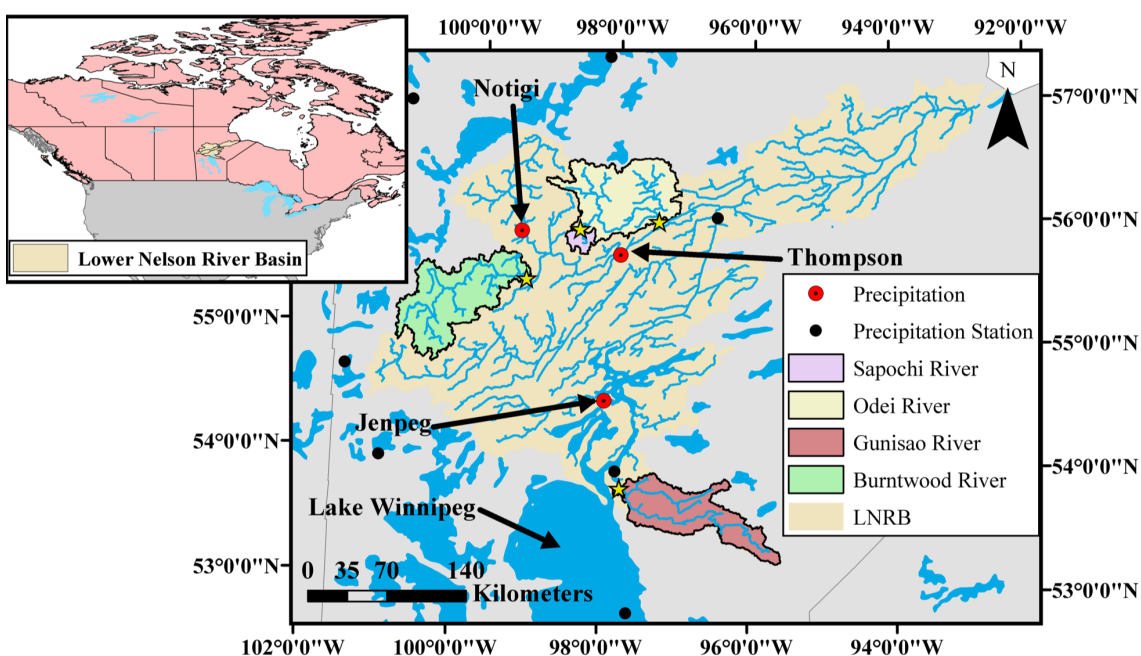 100°0'0"W 98°0'0"W 96°0'0"W 94°0'0"W 92°0'0"W
N
Notigi
57°0'0"N
56°0'0"N
Lower Nelson River Basin
Thompson
Precipitation
55°0'0"N
Precipitation Station
55°0'0"N
Sapochi River
Odei River
Jenpeg
54°0'0"N
Gunisao River
54°0'0"N
Burntwood River
Lake Winnipeg
LNRB
53°0'0"N
0 35 70 140
Kilometers
53°0'0"N
102°0'0"W 100°0'0"W 98°0'0"W 96°0'0"W 94°0'0"W